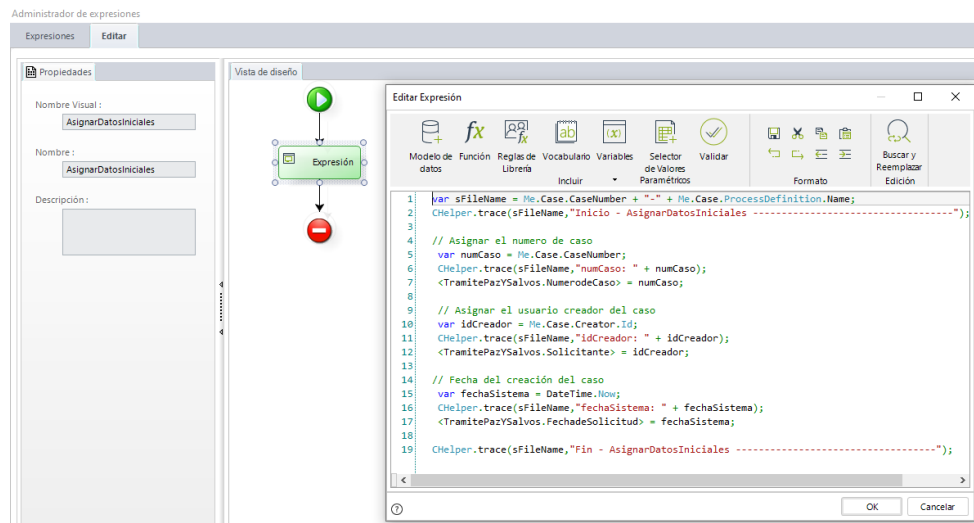 Administrador de expresiones
Expresiones Editar
Propiedades
Nombre Visual :
AsignarDatosIniciales
Nombre :
AsignarDatosIniciales
Descripción :
Vista de diseño
Expresión
Editar Expresión
Modelo de datos
Función
Reglas de Librería
Vocabulario
Variables
Selector de Valores Paramétricos
Validar
Buscar y Reemplazar
Incluir
Formato
Edición
1 var sFileName = Me.Case.CaseNumber + "-" + Me.Case.ProcessDefinition.Name;
2 CHelper.trace(sFileName,"Inicio - AsignarDatosIniciales ---------------------------------");
3
4 // Asignar el numero de caso
5 var numCaso = Me.Case.CaseNumber;
6 CHelper.trace(sFileName,"numCaso: " + numCaso);
7 <TramitePazYSalvos.NumerodeCaso> = numCaso;
8
9 // Asignar el usuario creador del caso
10 var idCreador = Me.Case.Creator.Id;
11 CHelper.trace(sFileName,"idCreador: " + idCreador);
12 <TramitePazYSalvos.Solicitante> = idCreador;
13
14 // Fecha del creación del caso
15 var fechaSistema = DateTime.Now;
16 CHelper.trace(sFileName,"fechaSistema: " + fechaSistema);
17 <TramitePazYSalvos.FechadeSolicitud> = fechaSistema;
18
19 CHelper.trace(sFileName,"Fin - AsignarDatosIniciales ---------------------------------");
OK Cancelar